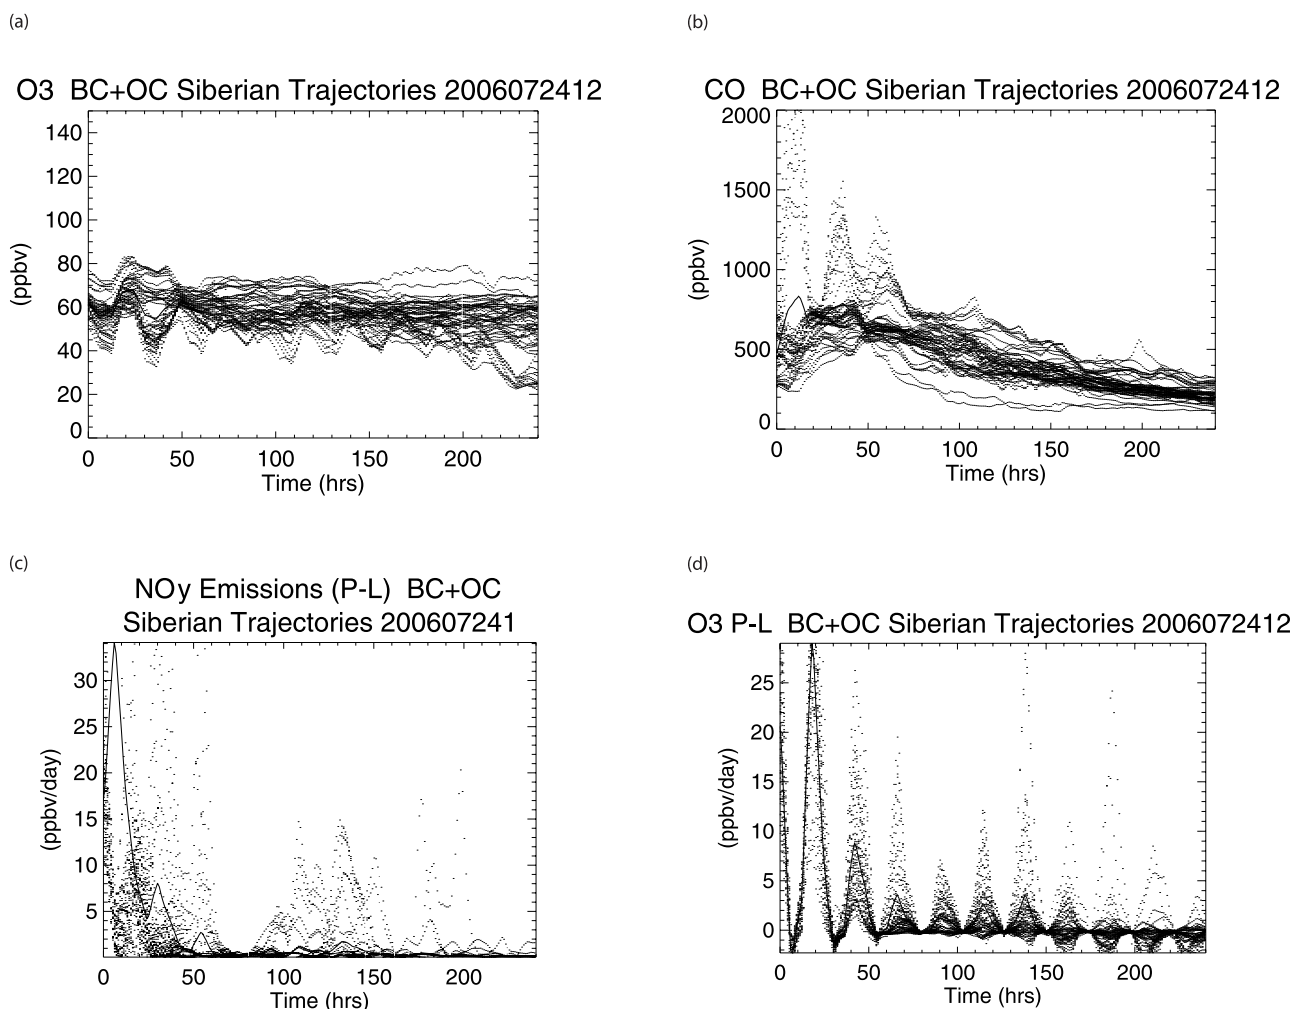 (a)
(b)
O3 BC+OC Siberian Trajectories 2006072412
CO BC+OC Siberian Trajectories 2006072412
140
120
100
80
60
40
20
0
(ppbv)
0 50 100 150 200
Time (hrs)
2000
1500
1000
500
0
(ppbv)
0 50 100 150 200
Time (hrs)
(c)
(d)
NOy Emissions (P-L) BC+OC
Siberian Trajectories 200607241
O3 P-L BC+OC Siberian Trajectories 2006072412
30
25
20
15
10
5
(ppbv/day)
0 50 100 150 200
Time (hrs)
25
20
15
10
5
0
(ppbv/day)
0 50 100 150 200
Time (hrs)